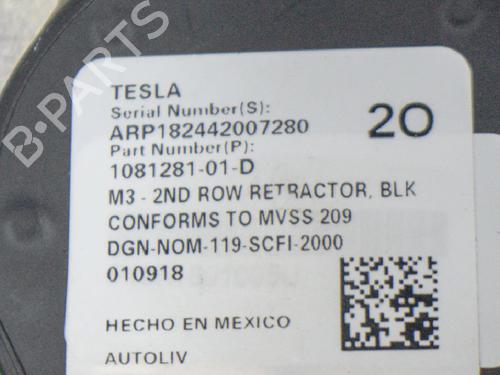 TESLA
Serial Number(S):
ARP182442007280
20
Part Number(P):
1081281-01-D
M3 - 2ND ROW RETRACTOR, BLK
CONFORMS TO MVSS 209
DGN-NOM-119-SCFI-2000
010918
HECHO EN MEXICO
AUTOLIV
B-PARTS